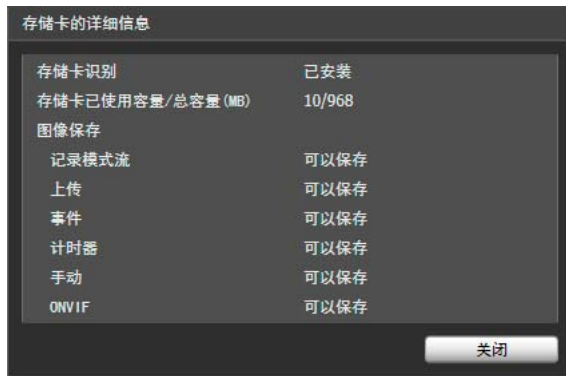 存储卡的详细信息
存储卡识别 已安装
存储卡已使用容量/总容量(MB) 10/968
图像保存
记录模式流 可以保存
上传 可以保存
事件 可以保存
计时器 可以保存
手动 可以保存
ONVIF 可以保存
关闭